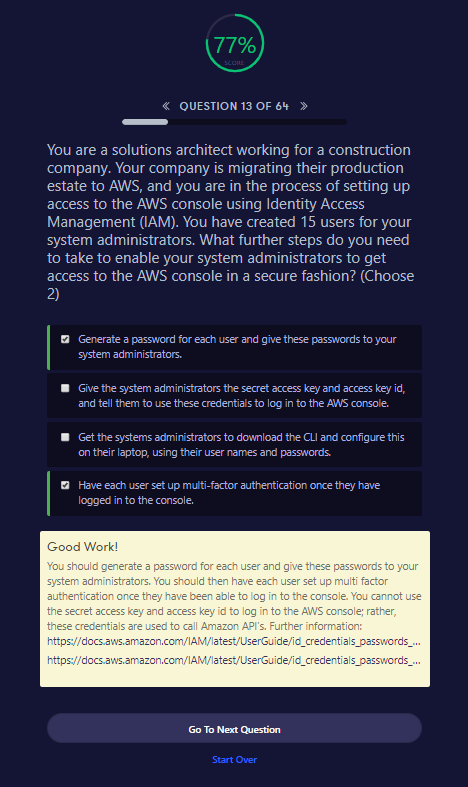 77%
SCORE
« QUESTION 13 OF 64 »
You are a solutions architect working for a construction
company. Your company is migrating their production
estate to AWS, and you are in the process of setting up
access to the AWS console using Identity Access
Management (IAM). You have created 15 users for your
system administrators. What further steps do you need
to take to enable your system administrators to get
access to the AWS console in a secure fashion? (Choose
2)
Generate a password for each user and give these passwords to your
system administrators.
Give the system administrators the secret access key and access key id,
and tell them to use these credentials to log in to the AWS console.
Get the systems administrators to download the CLI and configure this
on their laptop, using their user names and passwords.
Have each user set up multi-factor authentication once they have
logged in to the console.
Good Work!
You should generate a password for each user and give these passwords to your
system administrators. You should then have each user set up multi factor
authentication once they have been able to log in to the console. You cannot use
the secret access key and access key id to log in to the AWS console; rather,
these credentials are used to call Amazon API's. Further information:
https://docs.aws.amazon.com/IAM/latest/UserGuide/id_credentials_passwords_...
https://docs.aws.amazon.com/IAM/latest/UserGuide/id_credentials_passwords_...
Go To Next Question
Start Over